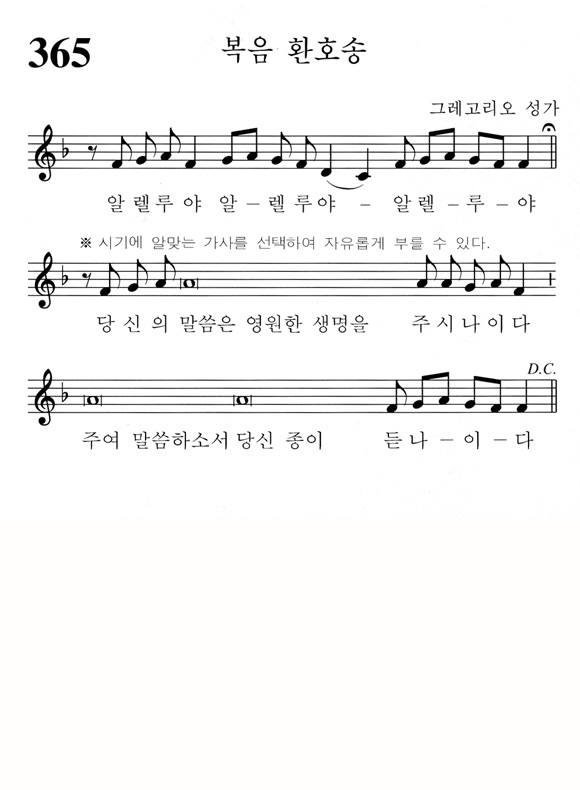 365 복음 환호송
그레고리오 성가
알 렐 루 야 알 – 렐 루 야 – 알 렐 – 루 – 야
※ 시기에 알맞는 가사를 선택하여 자유롭게 부를 수 있다.
당 신 의 말씀은 영원한 생명을 주 시 나 이 다
D.C.
주여 말씀하소서 당신 종이 듣 나 – 이 – 다